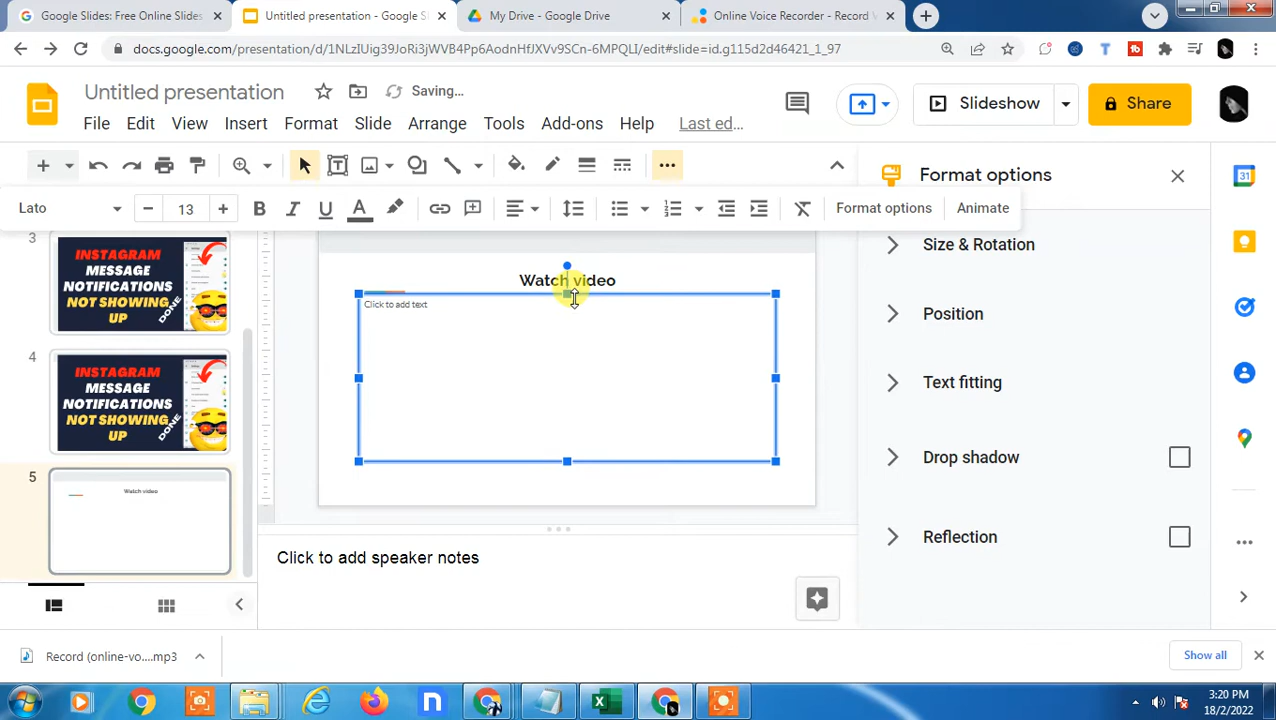 Google Slides: Free Online Slides
Untitled presentation - Google S
My Drive - Google Drive
Online Voice Recorder - Record V
docs.google.com/presentation/d/1NLzIUig39JoRi3jWVB4Pp6AodnHfJXVv9SCn-6MPQLI/edit#slide=id.g115d2d46421_1_97
Untitled presentation
Saving...
Slideshow
Share
File Edit View Insert Format Slide Arrange Tools Add-ons Help Last ed...
Format options
Lato 13 Format options Animate
Size & Rotation
Position
Text fitting
Drop shadow
Reflection
3
INSTAGRAM
MESSAGE
NOTIFICATIONS
NOT SHOWING
UP
DONE
4
INSTAGRAM
MESSAGE
NOTIFICATIONS
NOT SHOWING
UP
DONE
5
Watch video
Watch video
Click to add text
Click to add speaker notes
31
Record (online-vo....mp3
Show all
3:20 PM
18/2/2022